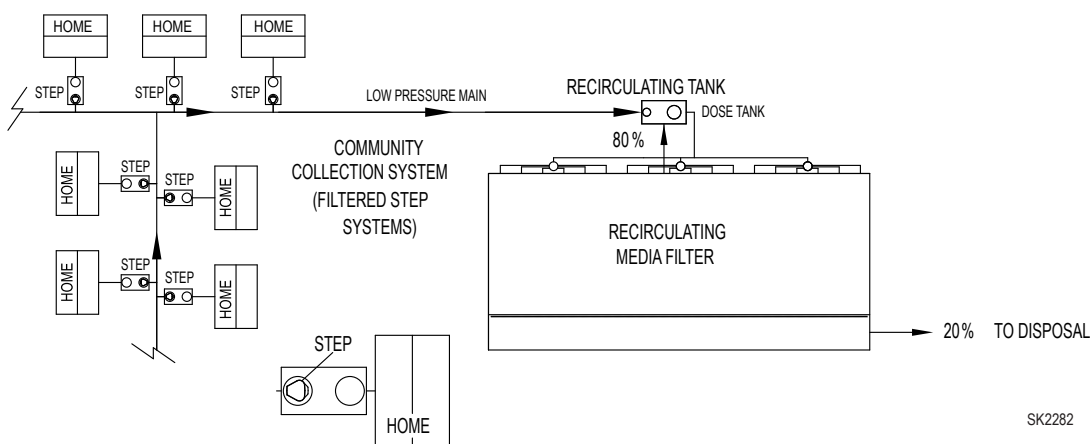 HOME
HOME
HOME
STEP
STEP
STEP
LOW PRESSURE MAIN
RECIRCULATING TANK
DOSE TANK
80%
COMMUNITY
COLLECTION SYSTEM
(FILTERED STEP
SYSTEMS)
HOME
STEP
STEP
HOME
HOME
STEP
STEP
HOME
RECIRCULATING
MEDIA FILTER
20% TO DISPOSAL
STEP
HOME
SK2282